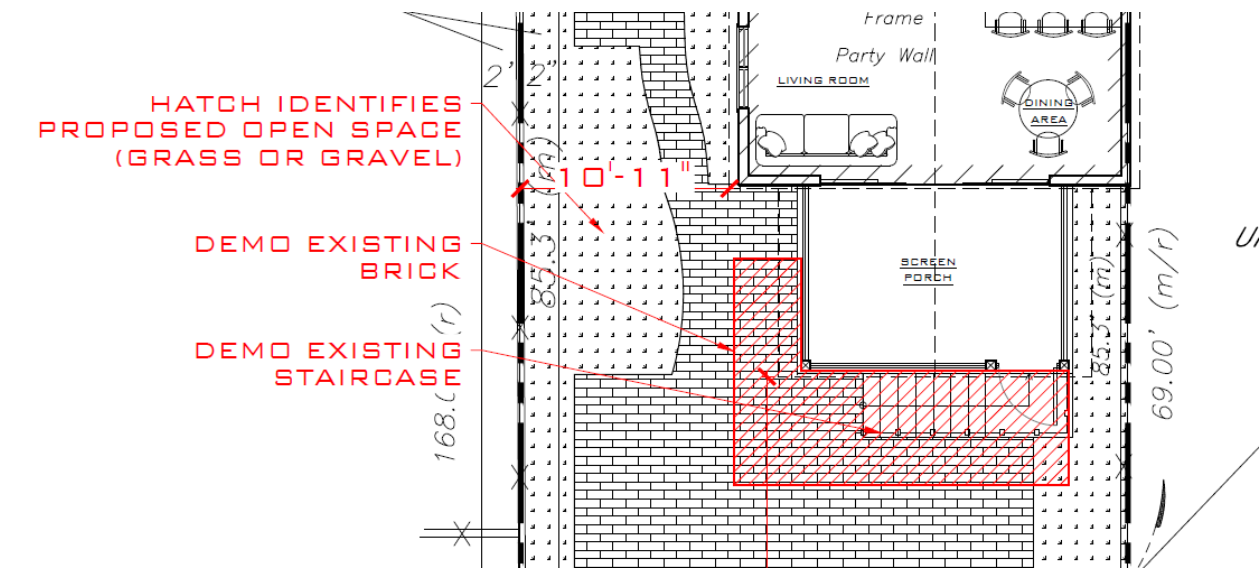 Frame
Party Wall
LIVING ROOM
DINING
AREA
2' 2"
HATCH IDENTIFIES
PROPOSED OPEN SPACE
(GRASS OR GRAVEL)
10'-11"
85.3' (m)
DEMO EXISTING
BRICK
SCREEN
PORCH
85.3' (m)
69.00' (m/r)
DEMO EXISTING
STAIRCASE